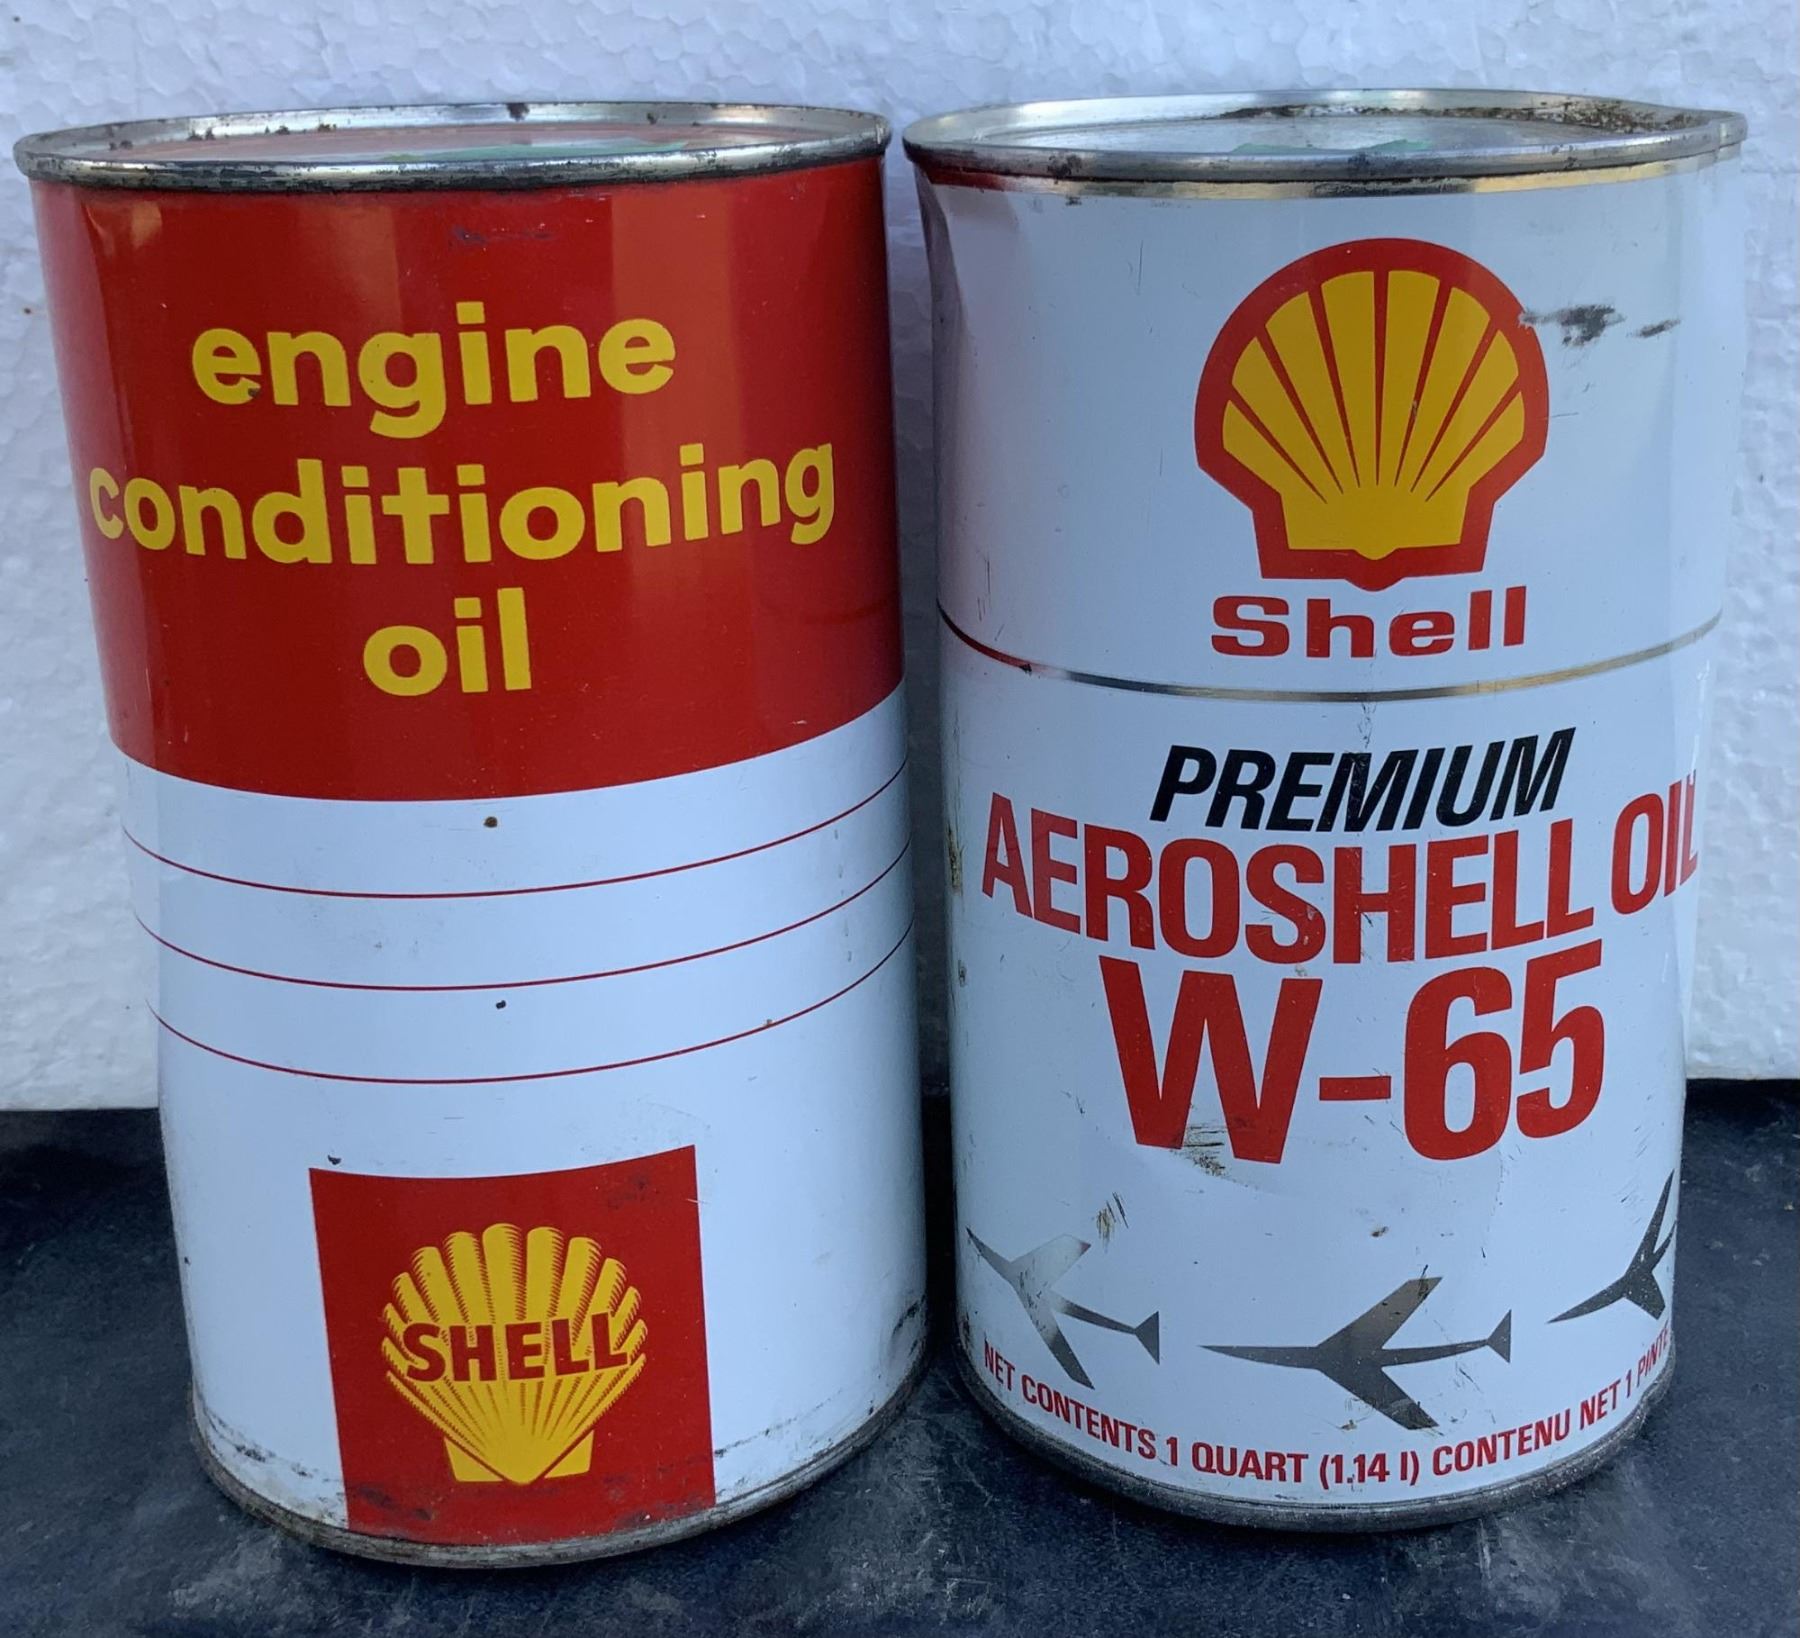 engine
conditioning
oil
SHELL
Shell
PREMIUM
AEROSHELL OIL
W-65
NET CONTENTS 1 QUART (1.14 l) CONTENU NET 1 PINTE